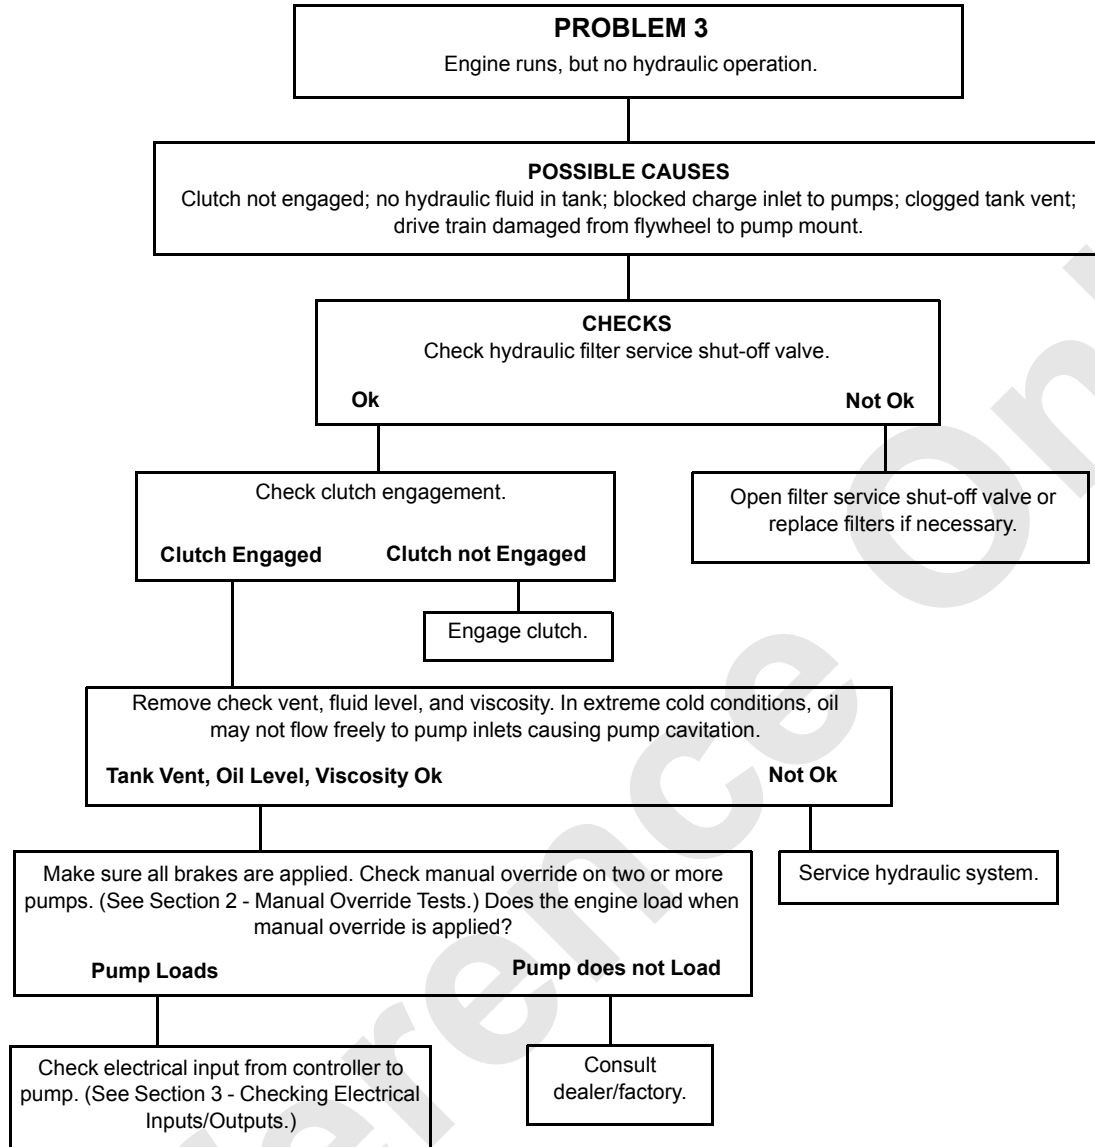 PROBLEM 3
Engine runs, but no hydraulic operation.
POSSIBLE CAUSES
Clutch not engaged; no hydraulic fluid in tank; blocked charge inlet to pumps; clogged tank vent;
drive train damaged from flywheel to pump mount.
CHECKS
Check hydraulic filter service shut-off valve.
Ok
Not Ok
Check clutch engagement.
Clutch Engaged
Clutch not Engaged
Open filter service shut-off valve or
replace filters if necessary.
Engage clutch.
Remove check vent, fluid level, and viscosity. In extreme cold conditions, oil
may not flow freely to pump inlets causing pump cavitation.
Tank Vent, Oil Level, Viscosity Ok
Not Ok
Make sure all brakes are applied. Check manual override on two or more
pumps. (See Section 2 - Manual Override Tests.) Does the engine load when
manual override is applied?
Pump Loads
Pump does not Load
Service hydraulic system.
Check electrical input from controller to
pump. (See Section 3 - Checking Electrical
Inputs/Outputs.)
Consult
dealer/factory.